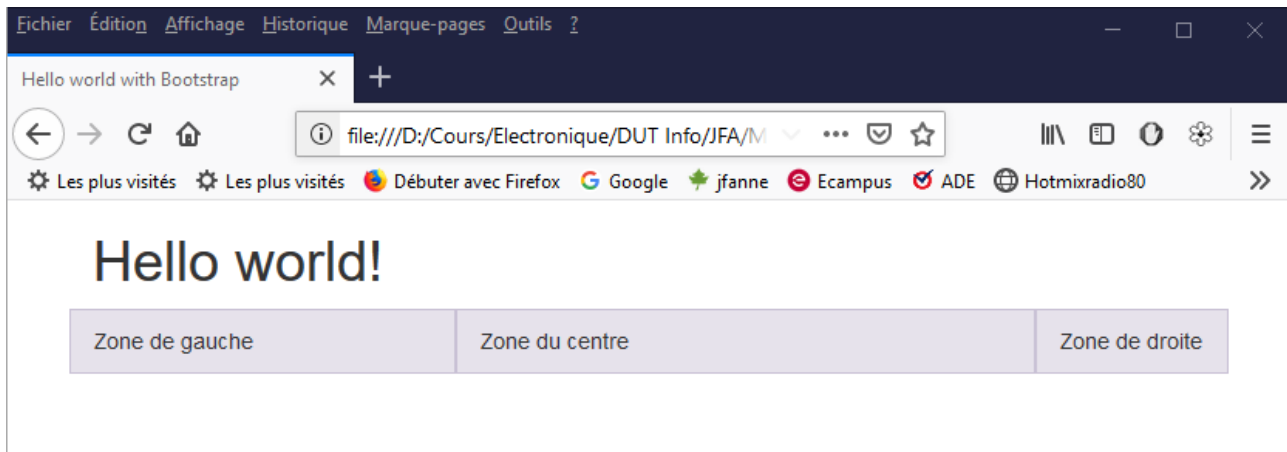 Fichier Édition Affichage Historique Marque-pages Outils ?
Hello world with Bootstrap
file:///D:/Cours/Electronique/DUT Info/JFA/M
Les plus visités Les plus visités Débuter avec Firefox Google jfanne Ecampus ADE Hotmixradio80
Hello world!
Zone de gauche Zone du centre Zone de droite